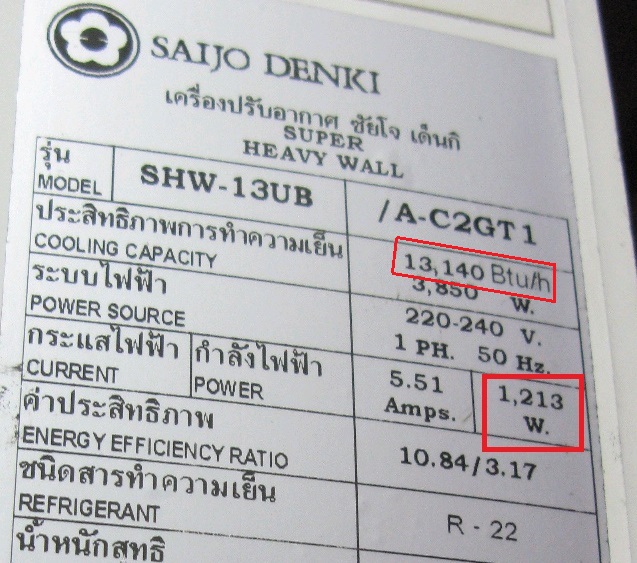 SAIJO DENKI
เครื่องปรับอากาศ ซัยโจ เด็นกิ
SUPER
HEAVY WALL
รุ่น
MODEL
SHW-13UB
/A-C2GT1
ประสิทธิภาพการทำความเย็น
COOLING CAPACITY
13,140 Btu/h
3,850 W.
ระบบไฟฟ้า
POWER SOURCE
220-240 V.
1 PH. 50 Hz.
กระแสไฟฟ้า
CURRENT
กำลังไฟฟ้า
POWER
5.51
Amps.
1,213
W.
ค่าประสิทธิภาพ
ENERGY EFFICIENCY RATIO
10.84/3.17
ชนิดสารทำความเย็น
REFRIGERANT
R - 22
น้ำหนักสุทธิ